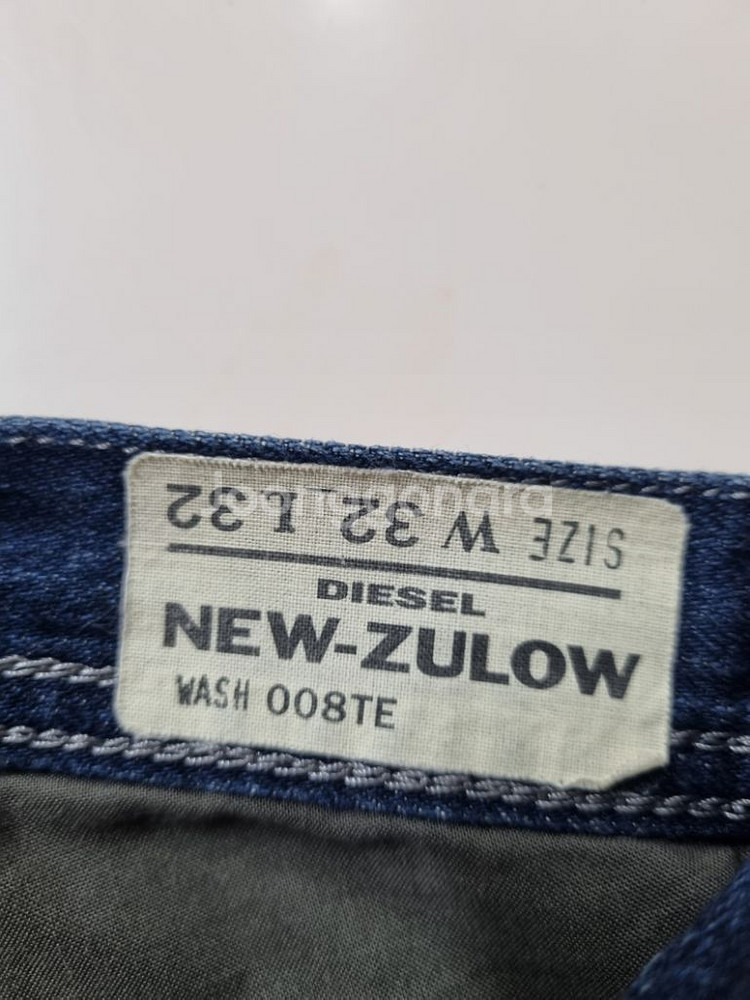 SIZE W 32 L 32
DIESEL
NEW-ZULOW
WASH 008TE